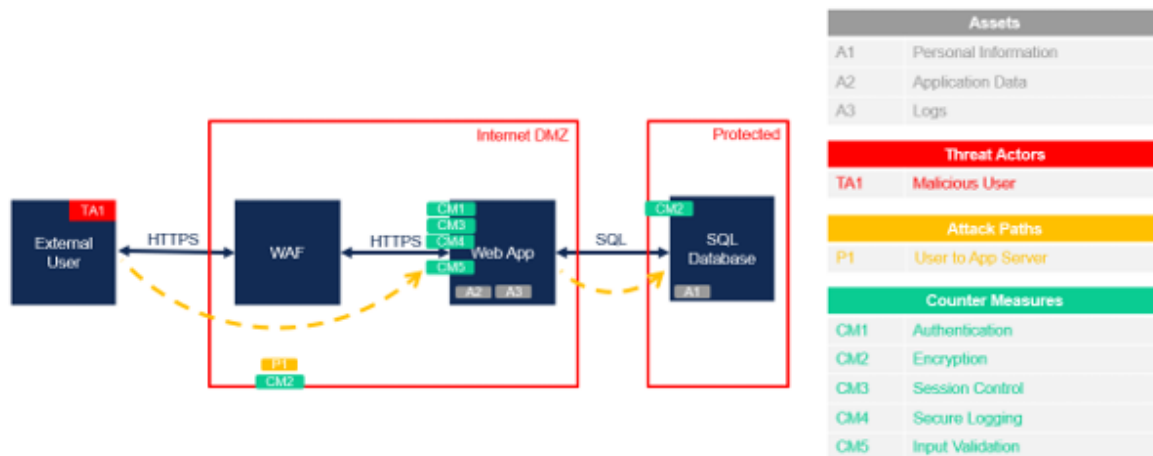 Internet DMZ
Protected
TA1
External
User
HTTPS
WAF
HTTPS
CM1
CM3
CM4
CM5
Web App
A2
A3
SQL
CM2
SQL
Database
A1
P1
CM2
Assets
A1 Personal Information
A2 Application Data
A3 Logs
Threat Actors
TA1 Malicious User
Attack Paths
P1 User to App Server
Counter Measures
CM1 Authentication
CM2 Encryption
CM3 Session Control
CM4 Secure Logging
CM5 Input Validation